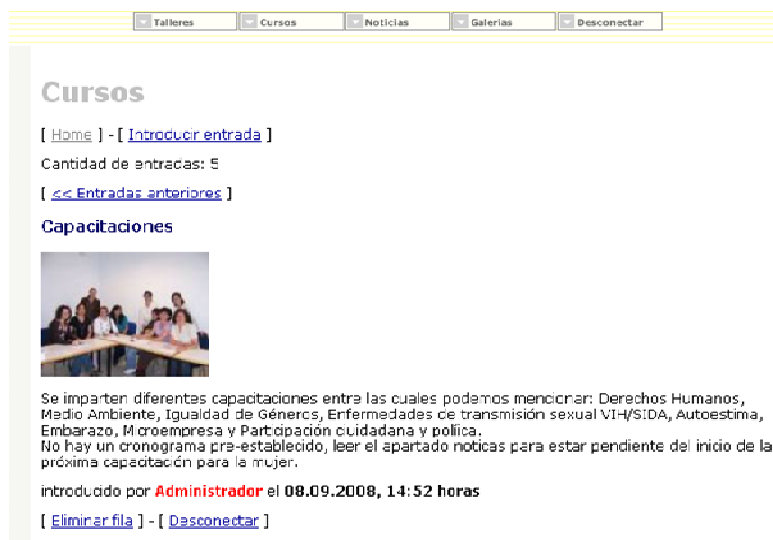 Talleres Cursos Noticias Galerias Desconectar
Cursos
[ Home ] - [ Introducir entrada ]
Cantidad de entradas: 5
[ << Entradas anteriores ]
Capacitaciones
Se imparten diferentes capacitaciones entre las cuales podemos mencionar: Derechos Humanos,
Medio Ambiente, Igualdad de Géneros, Enfermedades de transmisión sexual VIH/SIDA, Autoestima,
Embarazo, Microempresa y Participación ciuidadana y políica.
No hay un cronograma pre-establecido, leer el apartado noticas para estar pendiente del inicio de la
próxima capacitación para la mujer.
introducido por Administrador el 08.09.2008, 14:52 horas
[ Eliminar fila ] - [ Desconectar ]